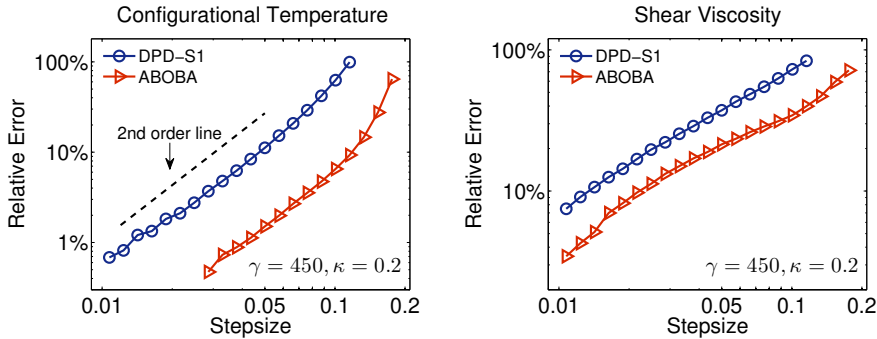 Configurational Temperature
100%
10%
1%
Relative Error
DPD-S1
ABOBA
2nd order line
γ = 450, κ = 0.2
0.01
0.05
0.1
0.2
Stepsize
Shear Viscosity
100%
10%
Relative Error
DPD-S1
ABOBA
γ = 450, κ = 0.2
0.01
0.05
0.1
0.2
Stepsize